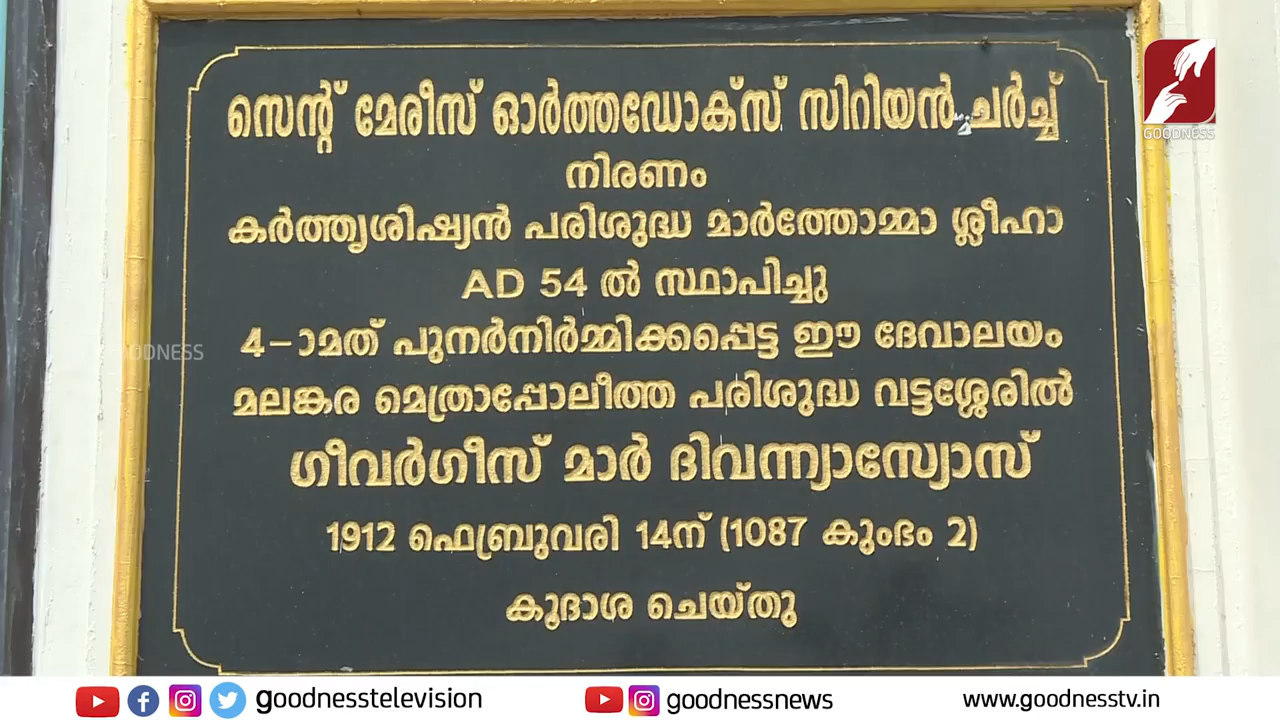 സെന്റ് മേരീസ് ഓർത്തഡോക്സ് സിറിയൻ ചർച്ച്
നിരണം
കർത്തൃശിഷ്യൻ പരിശുദ്ധ മാർത്തോമ്മാ ശ്ലീഹാ
AD 54 ൽ സ്ഥാപിച്ചു
4-ാമത് പുനർനിർമ്മിക്കപ്പെട്ട ഈ ദേവാലയം
മലങ്കര മെത്രാപ്പോലീത്ത പരിശുദ്ധ വട്ടശ്ശേരിൽ
ഗീവർഗീസ് മാർ ദിവന്ന്യാസ്യോസ്
1912 ഫെബ്രുവരി 14ന് (1087 കുംഭം 2)
കൂദാശ ചെയ്തു
GOODNESS
GOODNESS
goodnesstelevision
goodnessnews
www.goodnesstv.in